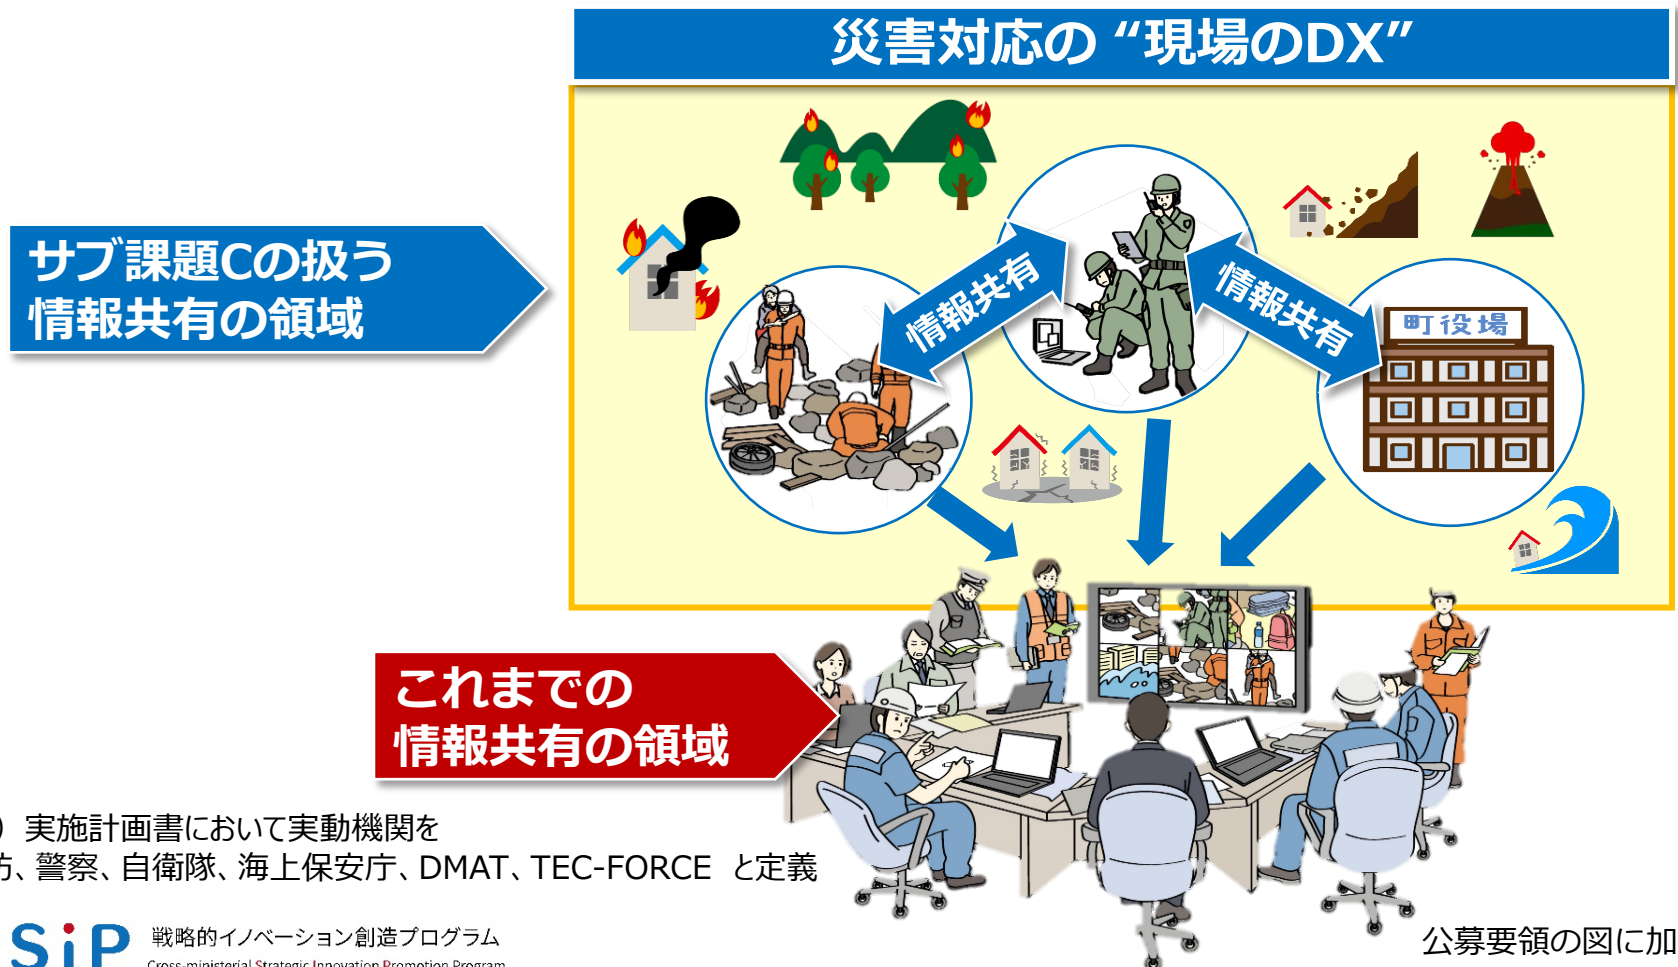 災害対応の “現場のDX”
サブ課題Cの扱う
情報共有の領域
情報共有
情報共有
町役場
これまでの
情報共有の領域
）実施計画書において実動機関を
防、警察、自衛隊、海上保安庁、DMAT、TEC-FORCE と定義
SiP 戦略的イノベーション創造プログラム
Cross-ministerial Strategic Innovation Promotion Program
公募要領の図に加